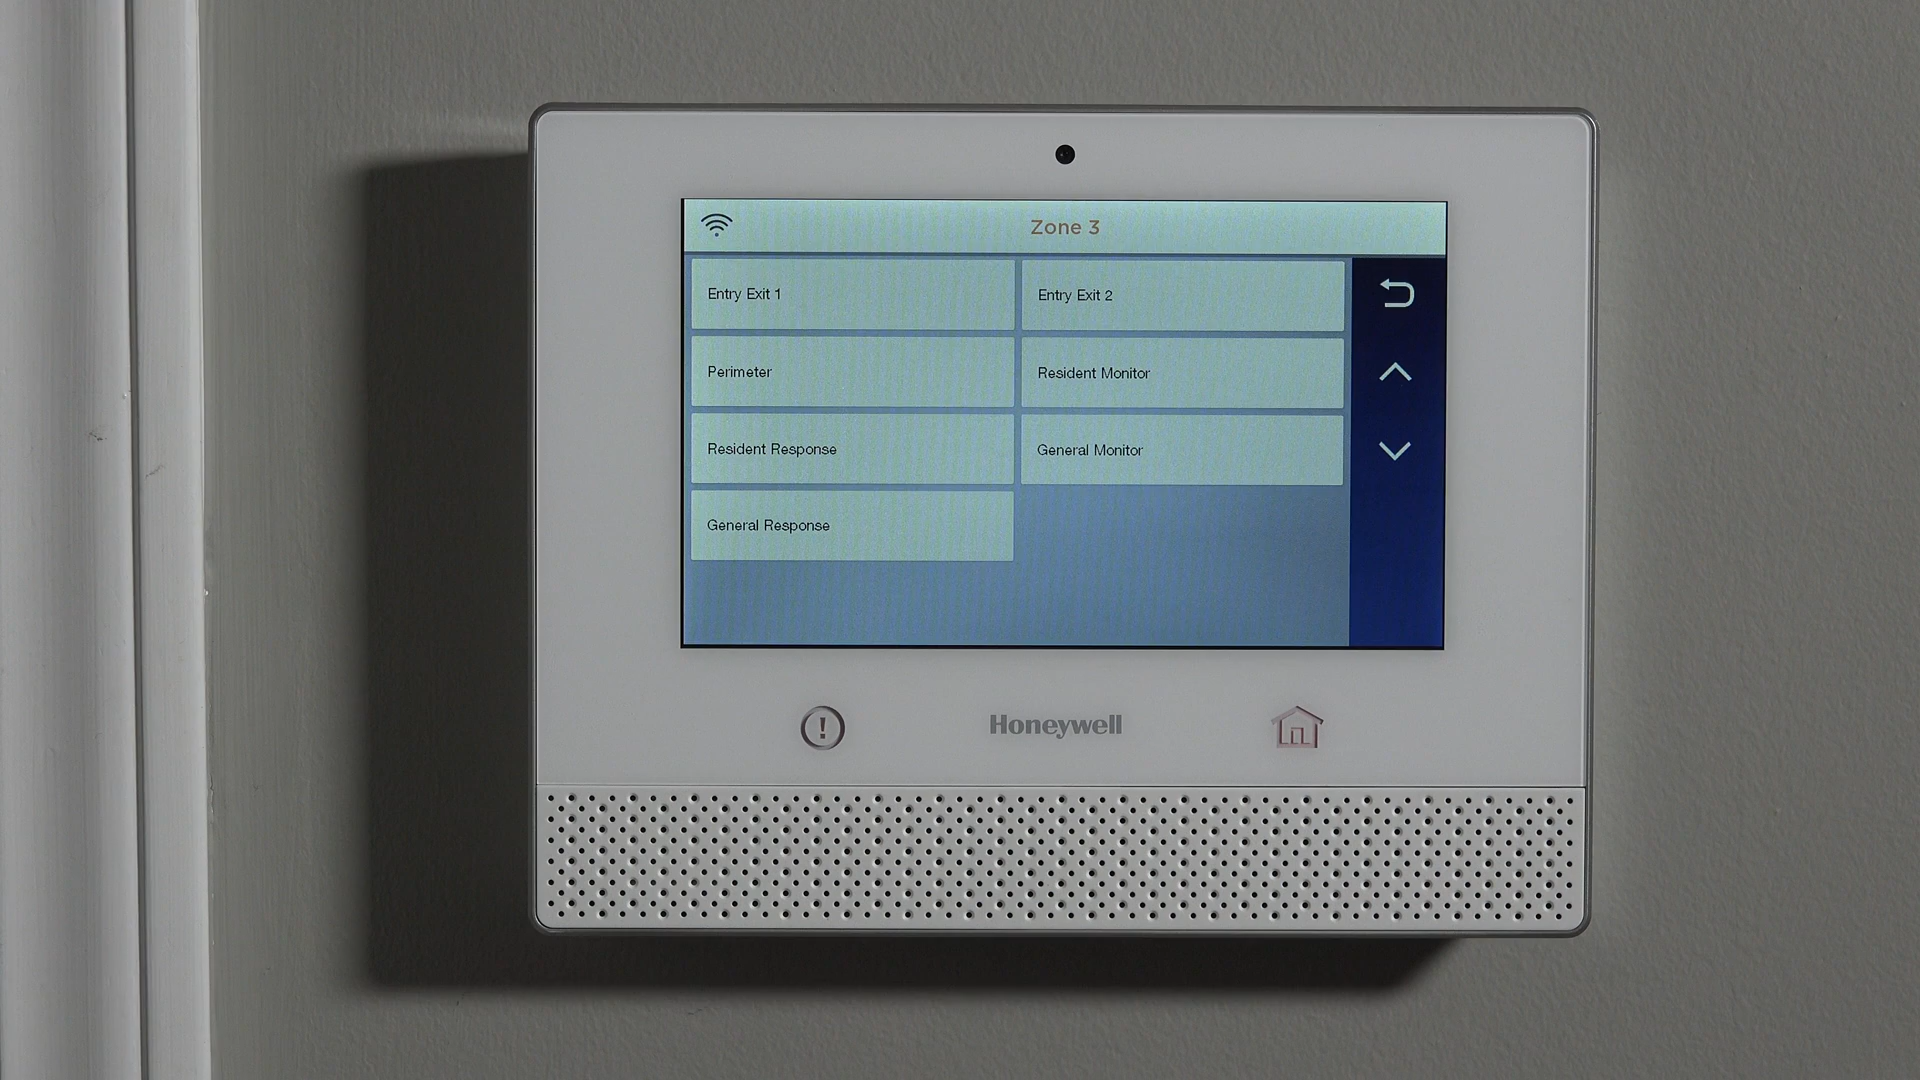 Zone 3
Entry Exit 1
Entry Exit 2
Perimeter
Resident Monitor
Resident Response
General Monitor
General Response
Honeywell